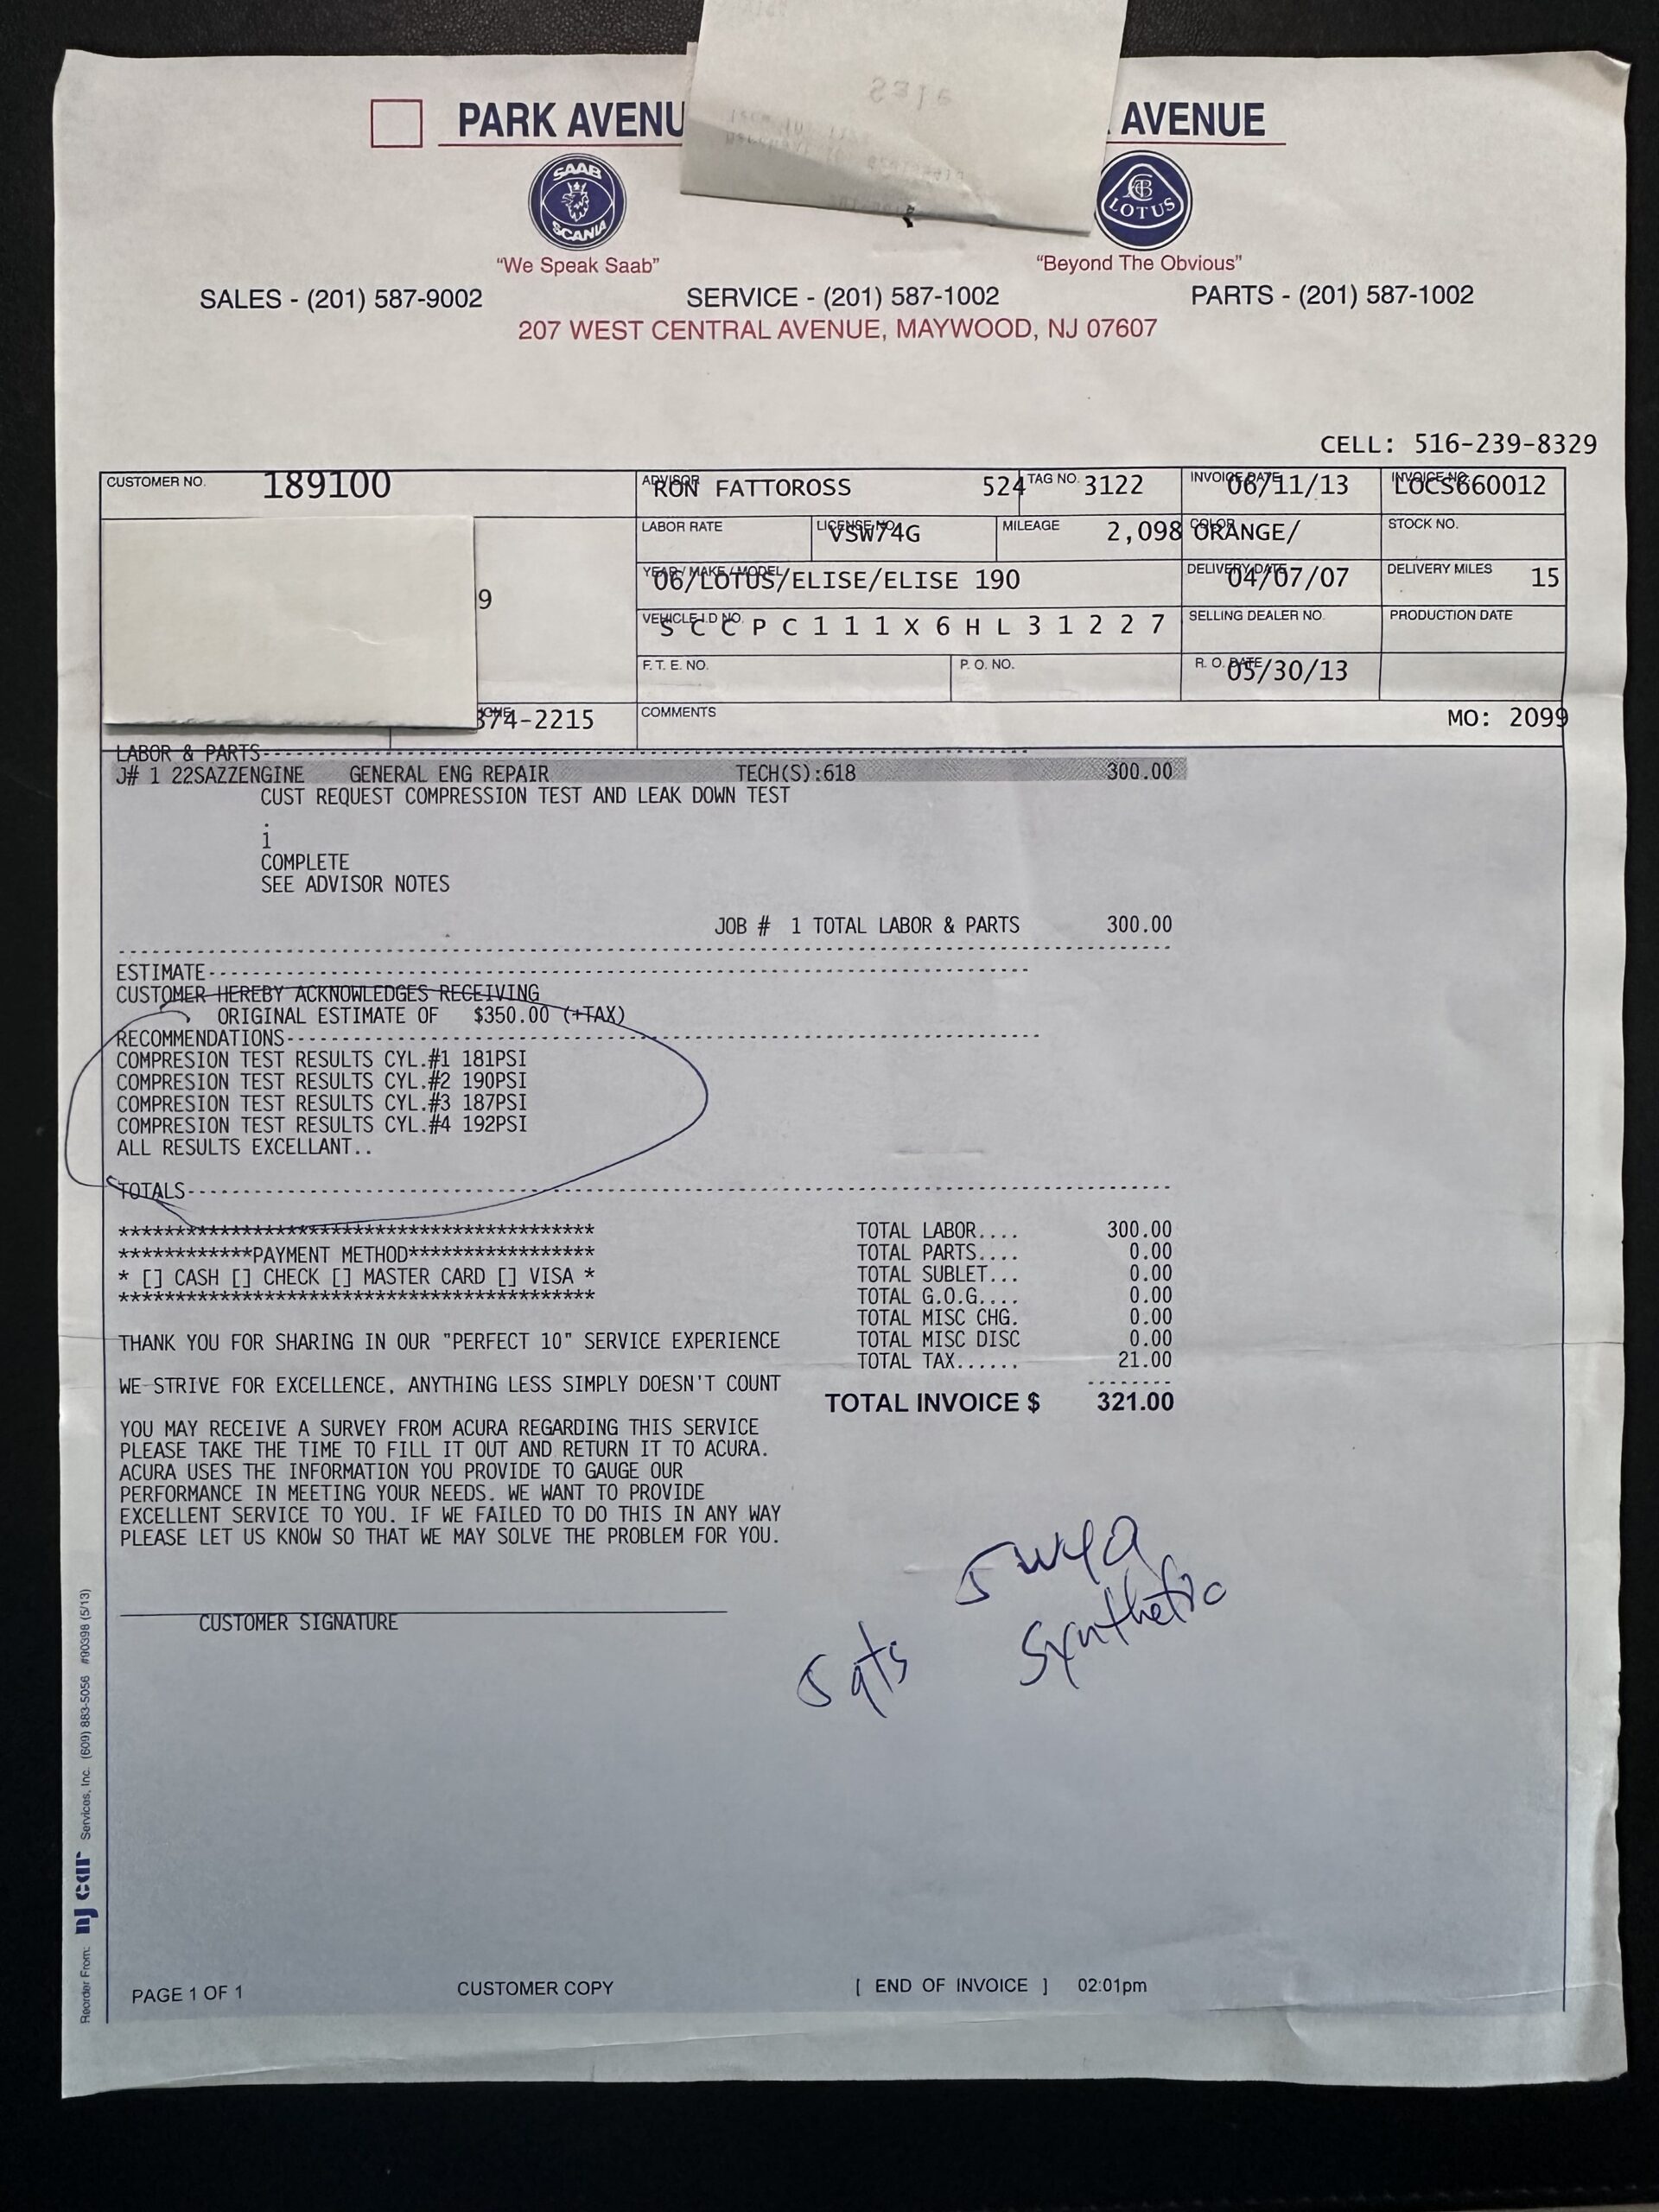 PARK AVENU AVENUE
SAAB SCANIA LOTUS
"We Speak Saab" "Beyond The Obvious"
SALES - (201) 587-9002 SERVICE - (201) 587-1002 PARTS - (201) 587-1002
207 WEST CENTRAL AVENUE, MAYWOOD, NJ 07607
CELL: 516-239-8329
CUSTOMER NO. 189100 ADVISOR RON FATTOROSS 524 TAG NO. 3122 INVOICE DATE 06/11/13 INVOICE NO. LOCS660012
LABOR RATE LICENSE NO. VSW74G MILEAGE 2,098 COLOR ORANGE/ STOCK NO.
YEAR / MAKE / MODEL 06/LOTUS/ELISE/ELISE 190 DELIVERY DATE 04/07/07 DELIVERY MILES 15
9
VEHICLE I.D NO. S C C P C 1 1 1 X 6 H L 3 1 2 2 7 SELLING DEALER NO. PRODUCTION DATE
F. T. E. NO. P. O. NO. R. O. DATE 05/30/13
374-2215 COMMENTS MO: 2099
LABOR & PARTS
J# 1 22SAZZENGINE GENERAL ENG REPAIR TECH(S):618 300.00
CUST REQUEST COMPRESSION TEST AND LEAK DOWN TEST
.
1
COMPLETE
SEE ADVISOR NOTES
JOB # 1 TOTAL LABOR & PARTS 300.00
ESTIMATE
CUSTOMER HEREBY ACKNOWLEDGES RECEIVING
ORIGINAL ESTIMATE OF $350.00 (+TAX)
RECOMMENDATIONS
COMPRESION TEST RESULTS CYL.#1 181PSI
COMPRESION TEST RESULTS CYL.#2 190PSI
COMPRESION TEST RESULTS CYL.#3 187PSI
COMPRESION TEST RESULTS CYL.#4 192PSI
ALL RESULTS EXCELLANT..
TOTALS
******************************************* TOTAL LABOR.... 300.00
************PAYMENT METHOD***************** TOTAL PARTS.... 0.00
* [] CASH [] CHECK [] MASTER CARD [] VISA * TOTAL SUBLET... 0.00
******************************************* TOTAL G.O.G.... 0.00
TOTAL MISC CHG. 0.00
THANK YOU FOR SHARING IN OUR "PERFECT 10" SERVICE EXPERIENCE TOTAL MISC DISC 0.00
TOTAL TAX...... 21.00
WE STRIVE FOR EXCELLENCE, ANYTHING LESS SIMPLY DOESN'T COUNT
TOTAL INVOICE $ 321.00
YOU MAY RECEIVE A SURVEY FROM ACURA REGARDING THIS SERVICE
PLEASE TAKE THE TIME TO FILL IT OUT AND RETURN IT TO ACURA.
ACURA USES THE INFORMATION YOU PROVIDE TO GAUGE OUR
PERFORMANCE IN MEETING YOUR NEEDS. WE WANT TO PROVIDE
EXCELLENT SERVICE TO YOU. IF WE FAILED TO DO THIS IN ANY WAY
PLEASE LET US KNOW SO THAT WE MAY SOLVE THE PROBLEM FOR YOU.
5W40
Synthetic
5 qts
CUSTOMER SIGNATURE
Reorder From: nj car Services, Inc. (609) 883-5056 #90398 (5/13)
PAGE 1 OF 1 CUSTOMER COPY [ END OF INVOICE ] 02:01pm